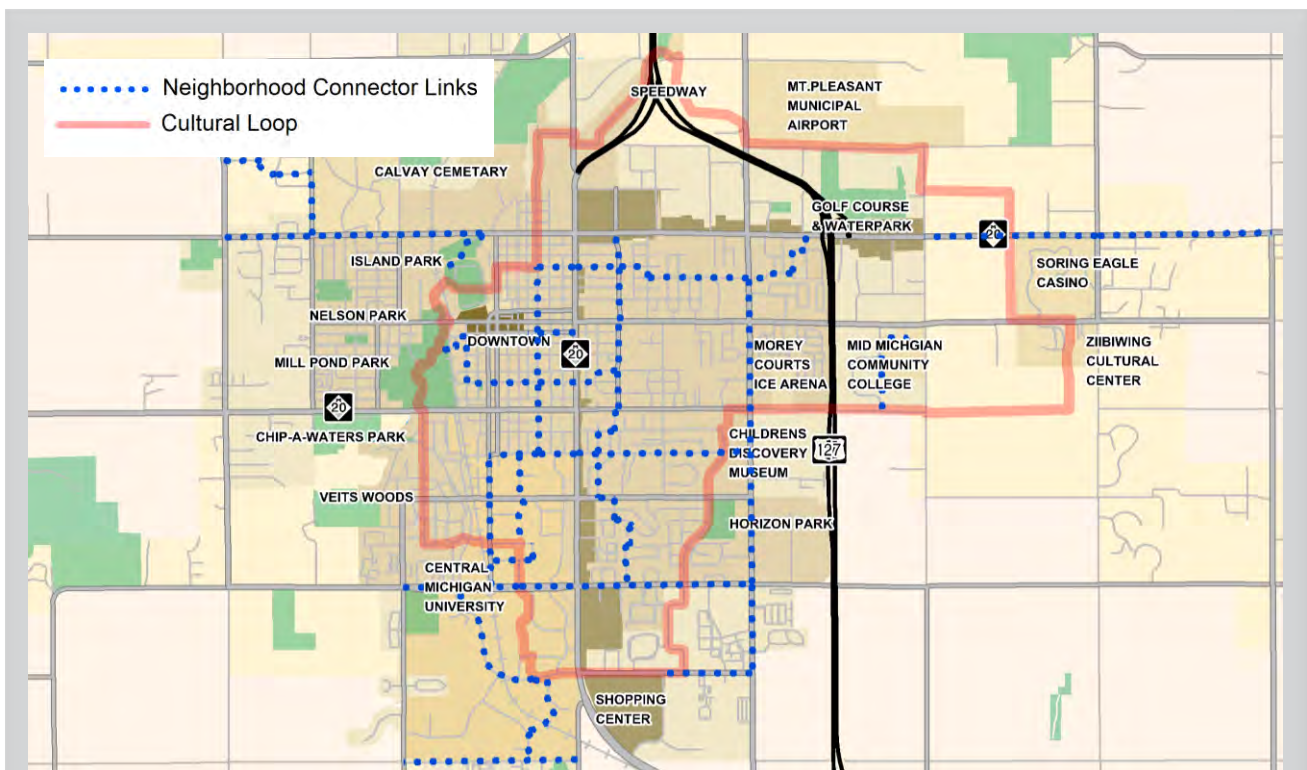 Neighborhood Connector Links
Cultural Loop
SPEEDWAY
MT.PLEASANT
MUNICIPAL
AIRPORT
CALVAY CEMETARY
GOLF COURSE
& WATERPARK
20
ISLAND PARK
SORING EAGLE
CASINO
NELSON PARK
DOWNTOWN
20
MILL POND PARK
MOREY
COURTS
ICE ARENA
MID MICHGIAN
COMMUNITY
COLLEGE
ZIIBIWING
CULTURAL
CENTER
20
CHIP-A-WATERS PARK
CHILDRENS
DISCOVERY
MUSEUM
127
VEITS WOODS
HORIZON PARK
CENTRAL
MICHIGAN
UNIVERSITY
SHOPPING
CENTER